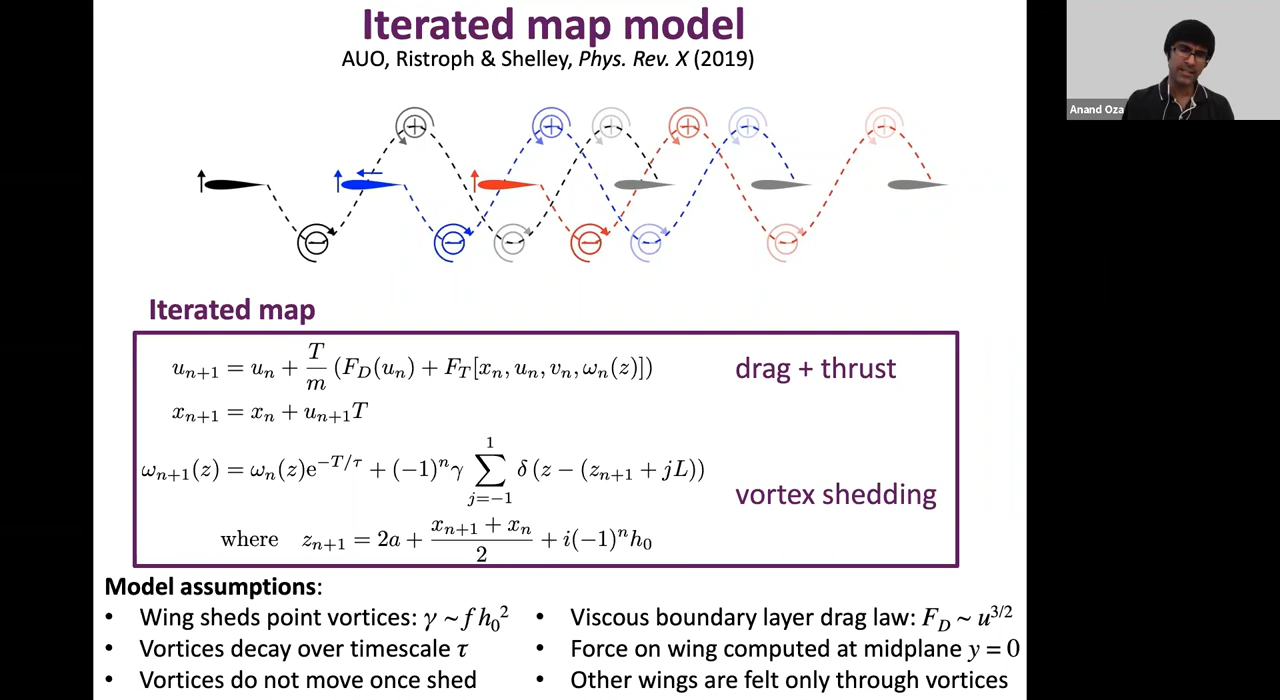 Iterated map model
AUO, Ristroph & Shelley, Phys. Rev. X (2019)
Anand Oza
Iterated map
u_{n+1} = u_n + \frac{T}{m} (F_D(u_n) + F_T[x_n, u_n, v_n, ω_n(z)])
drag + thrust
x_{n+1} = x_n + u_{n+1}T
ω_{n+1}(z) = ω_n(z)e^{-T/τ} + (-1)^n γ \sum_{j=-1}^{1} δ (z - (z_{n+1} + jL))
vortex shedding
where z_{n+1} = 2a + \frac{x_{n+1} + x_n}{2} + i(-1)^n h_0
Model assumptions:
• Wing sheds point vortices: γ ~ f h_0^2
• Vortices decay over timescale τ
• Vortices do not move once shed
• Viscous boundary layer drag law: F_D ~ u^{3/2}
• Force on wing computed at midplane y = 0
• Other wings are felt only through vortices